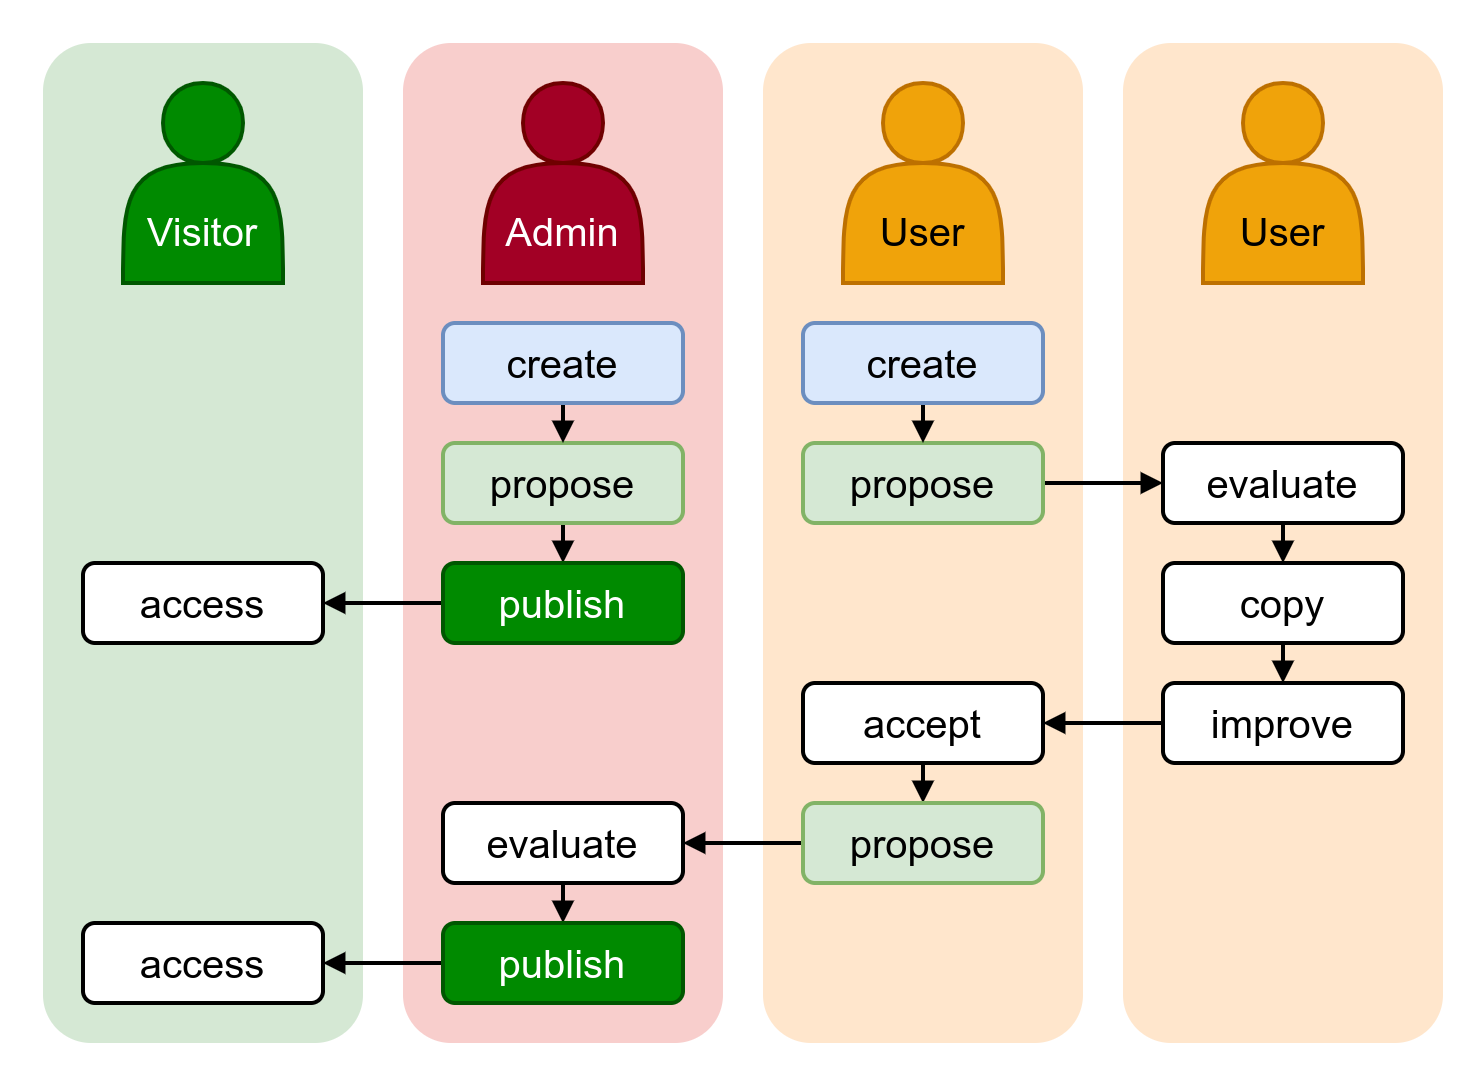 Visitor
Admin
User
User
create
create
propose
propose
evaluate
access
publish
copy
accept
improve
evaluate
propose
access
publish